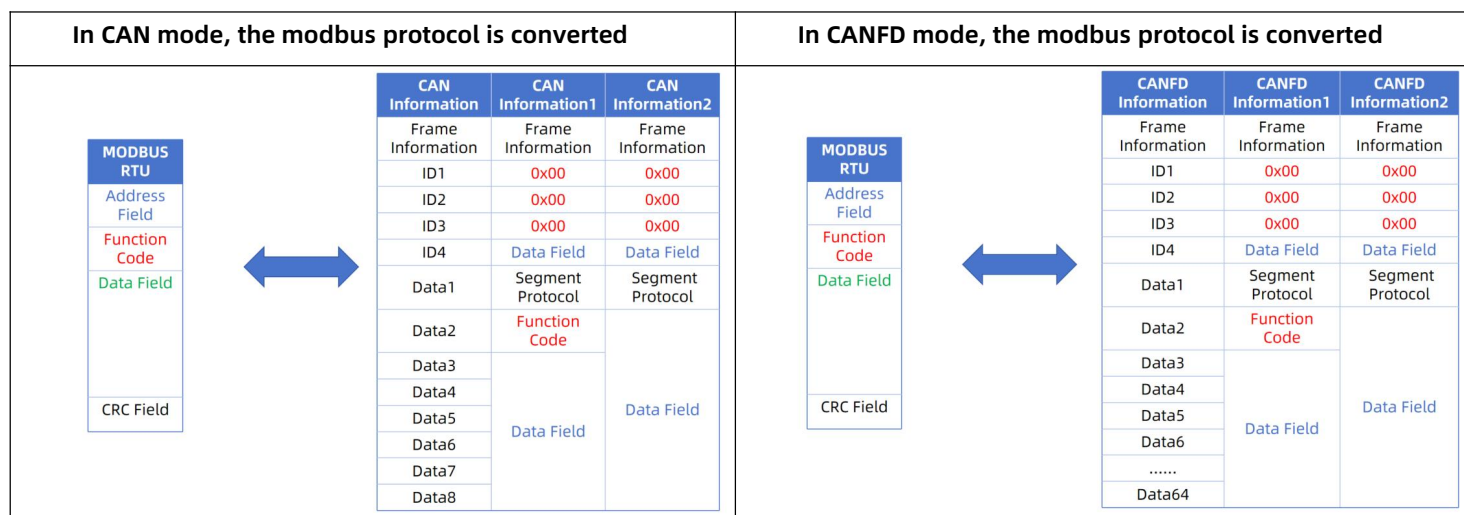 In CAN mode, the modbus protocol is converted
In CANFD mode, the modbus protocol is converted
MODBUS
RTU
Address
Field
Function
Code
Data Field
CRC Field
CAN
Information
CAN
Information1
CAN
Information2
Frame
Information
Frame
Information
Frame
Information
ID1
0x00
0x00
ID2
0x00
0x00
ID3
0x00
0x00
ID4
Data Field
Data Field
Data1
Segment
Protocol
Segment
Protocol
Data2
Function
Code
Data3
Data4
Data5
Data6
Data7
Data8
Data Field
Data Field
MODBUS
RTU
Address
Field
Function
Code
Data Field
CRC Field
CANFD
Information
CANFD
Information1
CANFD
Information2
Frame
Information
Frame
Information
Frame
Information
ID1
0x00
0x00
ID2
0x00
0x00
ID3
0x00
0x00
ID4
Data Field
Data Field
Data1
Segment
Protocol
Segment
Protocol
Data2
Function
Code
Data3
Data4
Data5
Data6
......
Data64
Data Field
Data Field